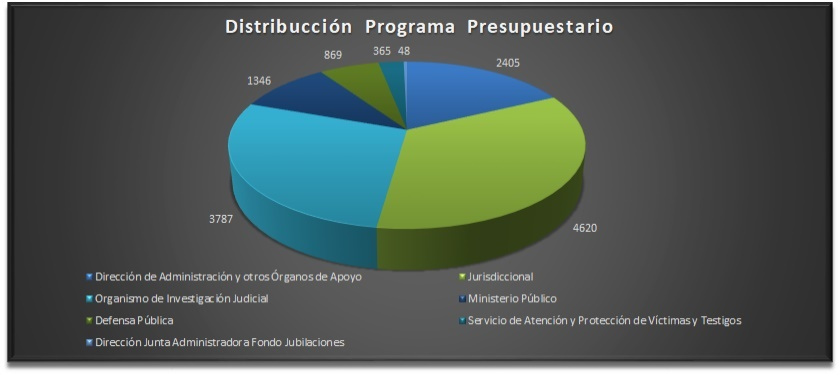 Distribucción Programa Presupuestario
365 48
869
2405
1346
3787
4620
Dirección de Administración y otros Órganos de Apoyo
Jurisdiccional
Organismo de Investigación Judicial
Ministerio Público
Defensa Pública
Servicio de Atención y Protección de Víctimas y Testigos
Dirección Junta Administradora Fondo Jubilaciones